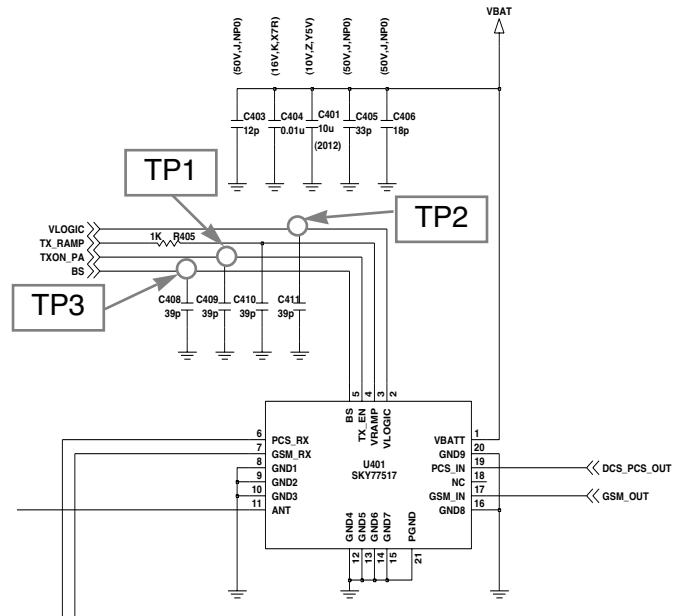 VBAT
(50V,J,NP0)
(16V,K,X7R)
(10V,Z,Y5V)
(50V,J,NP0)
(50V,J,NP0)
C403
12p
C404
0.01u
C401
10u
(2012)
C405
33p
C406
18p
TP1
TP2
TP3
VLOGIC
TX_RAMP
TXON_PA
BS
1K R405
C408
39p
C409
39p
C410
39p
C411
39p
5 4 3 2
BS
TX_EN
VRAMP
VLOGIC
6 PCS_RX
7 GSM_RX
8 GND1
9 GND2
10 GND3
11 ANT
U401
SKY77517
VBATT 1
GND9 20
PCS_IN 19
NC 18
GSM_IN 17
GND8 16
GND4
GND5
GND6
GND7
PGND
12 13 14 15 21
DCS_PCS_OUT
GSM_OUT